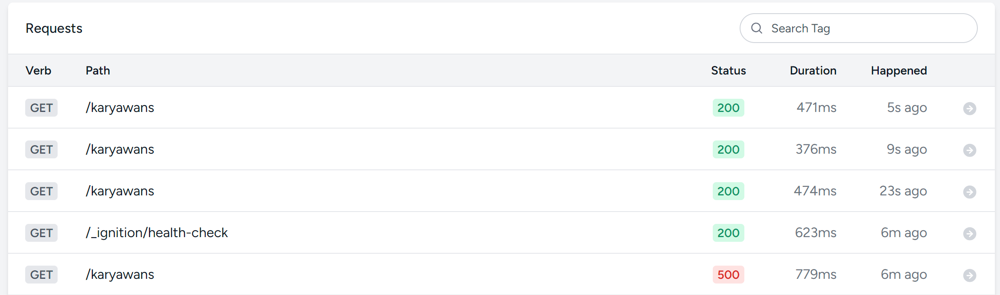 Requests
Search Tag
Verb Path Status Duration Happened
GET /karyawans 200 471ms 5s ago
GET /karyawans 200 376ms 9s ago
GET /karyawans 200 474ms 23s ago
GET /_ignition/health-check 200 623ms 6m ago
GET /karyawans 500 779ms 6m ago